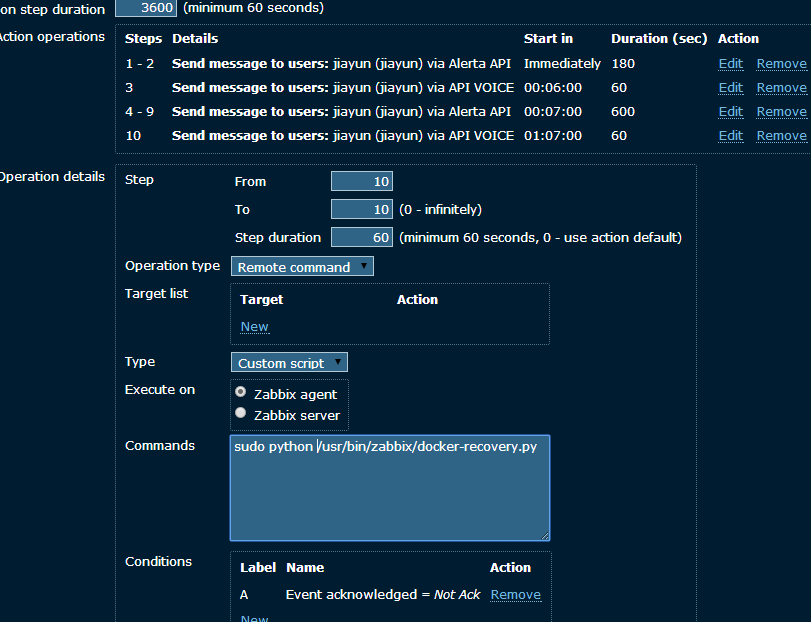 on step duration 3600 (minimum 60 seconds)
Action operations Steps Details Start in Duration (sec) Action
1 - 2 Send message to users: jiayun (jiayun) via Alerta API Immediately 180 Edit Remove
3 Send message to users: jiayun (jiayun) via API VOICE 00:06:00 60 Edit Remove
4 - 9 Send message to users: jiayun (jiayun) via Alerta API 00:07:00 600 Edit Remove
10 Send message to users: jiayun (jiayun) via API VOICE 01:07:00 60 Edit Remove
Operation details Step From 10
To 10 (0 - infinitely)
Step duration 60 (minimum 60 seconds, 0 - use action default)
Operation type Remote command
Target list Target Action
New
Type Custom script
Execute on Zabbix agent
Zabbix server
Commands sudo python /usr/bin/zabbix/docker-recovery.py
Conditions Label Name Action
A Event acknowledged = Not Ack Remove
New